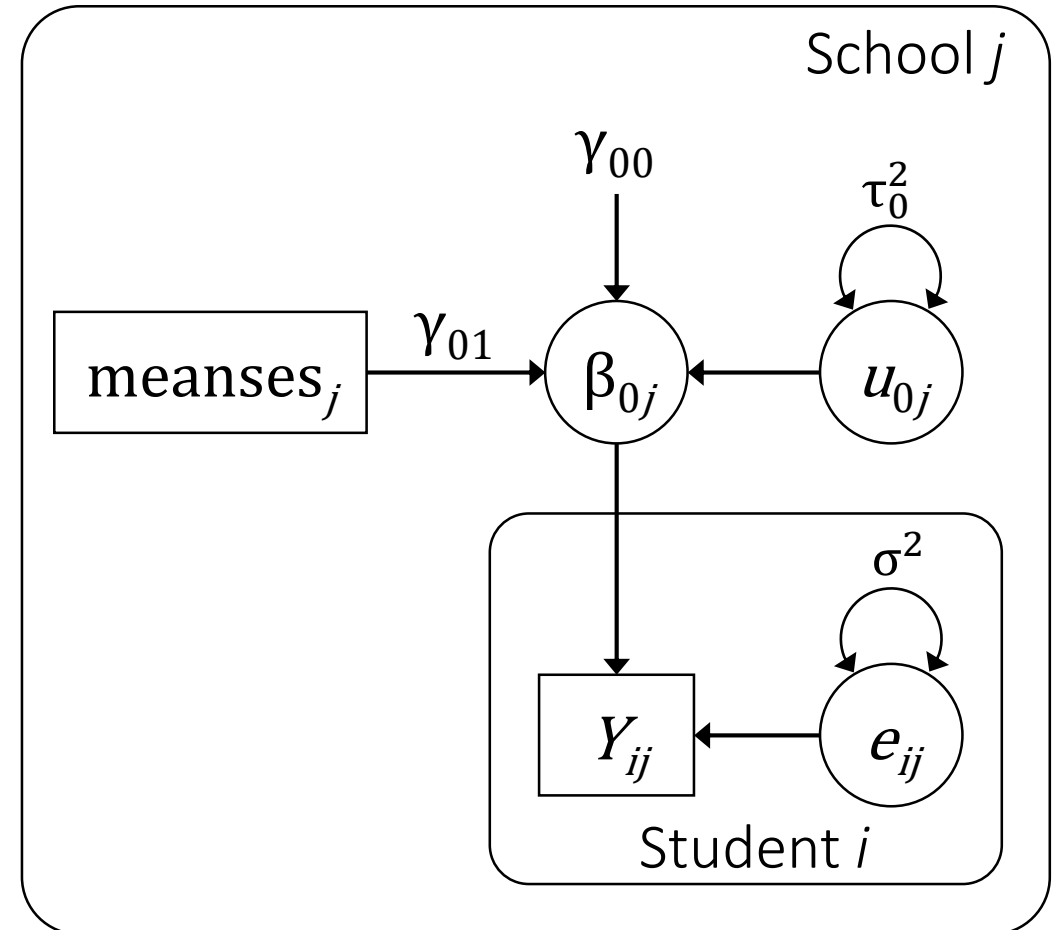 School j
γ₀₀
τ₀²
meansesⱼ
γ₀₁
β₀ⱼ
u₀ⱼ
σ²
Yᵢⱼ
eᵢⱼ
Student i